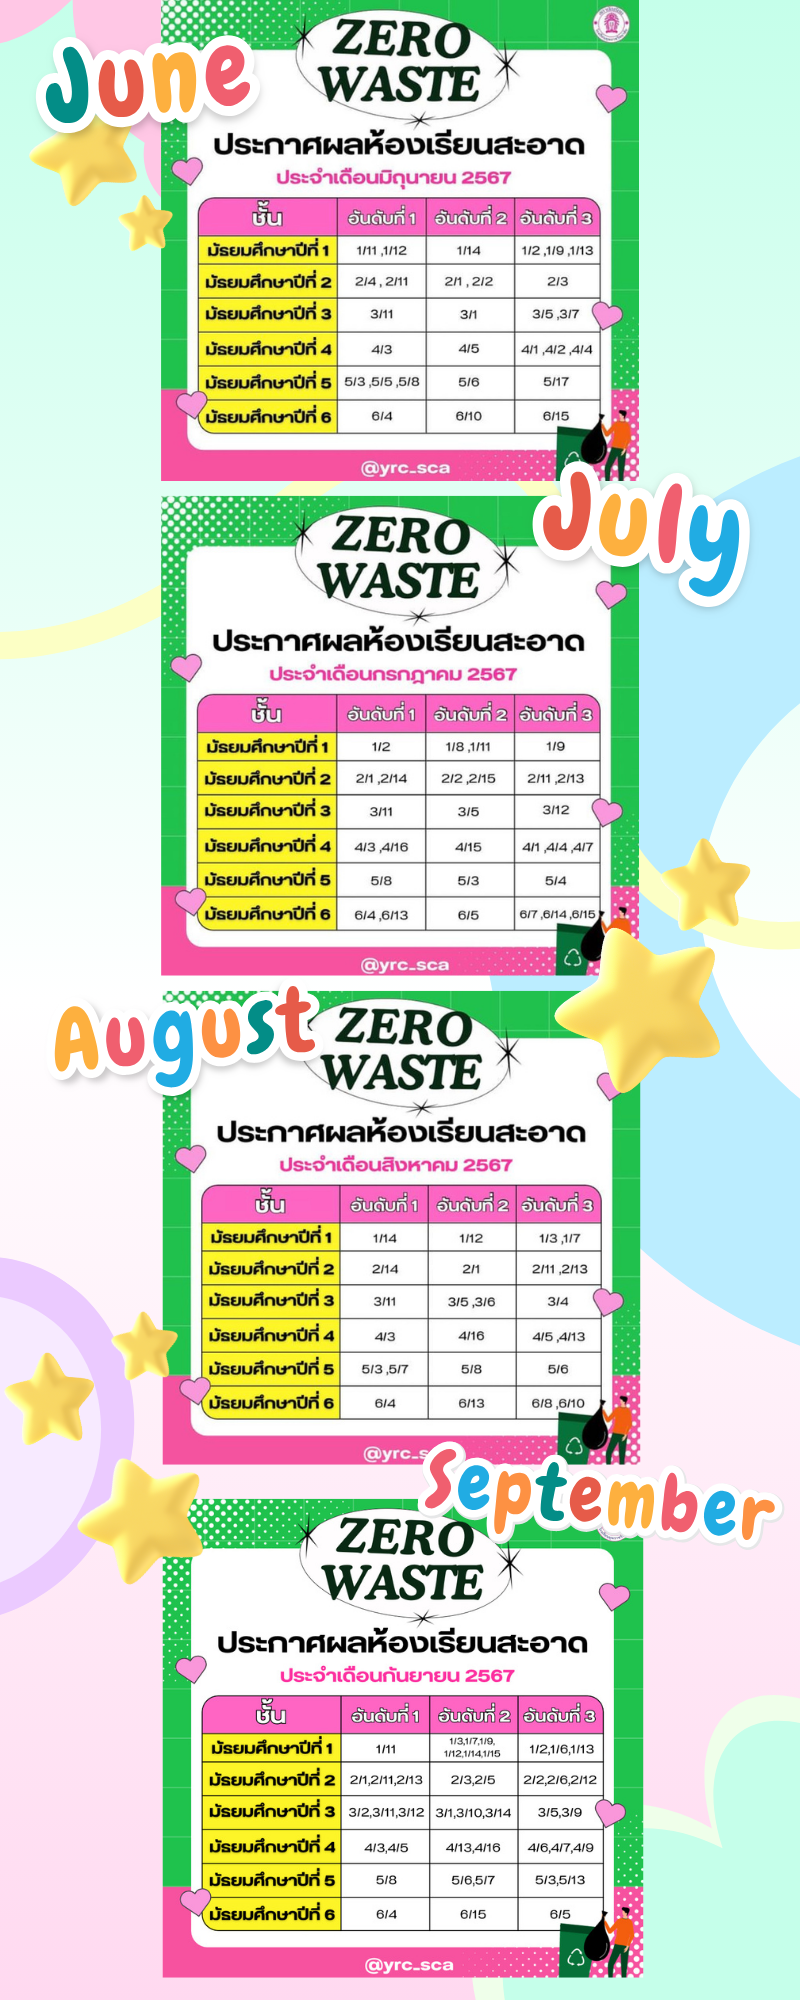 June
ZERO
WASTE
ประกาศผลห้องเรียนสะอาด
ประจำเดือนมิถุนายน 2567
ชั้น อันดับที่ 1 อันดับที่ 2 อันดับที่ 3
มัธยมศึกษาปีที่ 1 1/11 ,1/12 1/14 1/2 ,1/9 ,1/13
มัธยมศึกษาปีที่ 2 2/4 , 2/11 2/1 , 2/2 2/3
มัธยมศึกษาปีที่ 3 3/11 3/1 3/5 ,3/7
มัธยมศึกษาปีที่ 4 4/3 4/5 4/1 ,4/2 ,4/4
มัธยมศึกษาปีที่ 5 5/3 ,5/5 ,5/8 5/6 5/17
มัธยมศึกษาปีที่ 6 6/4 6/10 6/15
@yrc_sca
July
ZERO
WASTE
ประกาศผลห้องเรียนสะอาด
ประจำเดือนกรกฎาคม 2567
ชั้น อันดับที่ 1 อันดับที่ 2 อันดับที่ 3
มัธยมศึกษาปีที่ 1 1/2 1/8 ,1/11 1/9
มัธยมศึกษาปีที่ 2 2/1 ,2/14 2/2 ,2/15 2/11 ,2/13
มัธยมศึกษาปีที่ 3 3/11 3/5 3/12
มัธยมศึกษาปีที่ 4 4/3 ,4/16 4/15 4/1 ,4/4 ,4/7
มัธยมศึกษาปีที่ 5 5/8 5/3 5/4
มัธยมศึกษาปีที่ 6 6/4 ,6/13 6/5 6/7 ,6/14 ,6/15
@yrc_sca
August
ZERO
WASTE
ประกาศผลห้องเรียนสะอาด
ประจำเดือนสิงหาคม 2567
ชั้น อันดับที่ 1 อันดับที่ 2 อันดับที่ 3
มัธยมศึกษาปีที่ 1 1/14 1/12 1/3 ,1/7
มัธยมศึกษาปีที่ 2 2/14 2/1 2/11 ,2/13
มัธยมศึกษาปีที่ 3 3/11 3/5 ,3/6 3/4
มัธยมศึกษาปีที่ 4 4/3 4/16 4/5 ,4/13
มัธยมศึกษาปีที่ 5 5/3 ,5/7 5/8 5/6
มัธยมศึกษาปีที่ 6 6/4 6/13 6/8 ,6/10
@yrc_s
September
ZERO
WASTE
ประกาศผลห้องเรียนสะอาด
ประจำเดือนกันยายน 2567
ชั้น อันดับที่ 1 อันดับที่ 2 อันดับที่ 3
มัธยมศึกษาปีที่ 1 1/11 1/3,1/7,1/9, 1/12,1/14,1/15 1/2,1/6,1/13
มัธยมศึกษาปีที่ 2 2/1,2/11,2/13 2/3,2/5 2/2,2/6,2/12
มัธยมศึกษาปีที่ 3 3/2,3/11,3/12 3/1,3/10,3/14 3/5,3/9
มัธยมศึกษาปีที่ 4 4/3,4/5 4/13,4/16 4/6,4/7,4/9
มัธยมศึกษาปีที่ 5 5/8 5/6,5/7 5/3,5/13
มัธยมศึกษาปีที่ 6 6/4 6/15 6/5
@yrc_sca